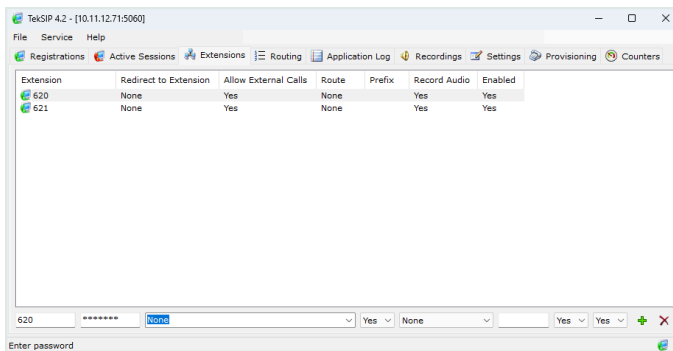 TekSIP 4.2 - [10.11.12.71:5060]
File Service Help
Registrations Active Sessions Extensions Routing Application Log Recordings Settings Provisioning Counters
Extension Redirect to Extension Allow External Calls Route Prefix Record Audio Enabled
620 None Yes None Yes Yes
621 None Yes None Yes Yes
620 ******* None Yes None Yes Yes
Enter password